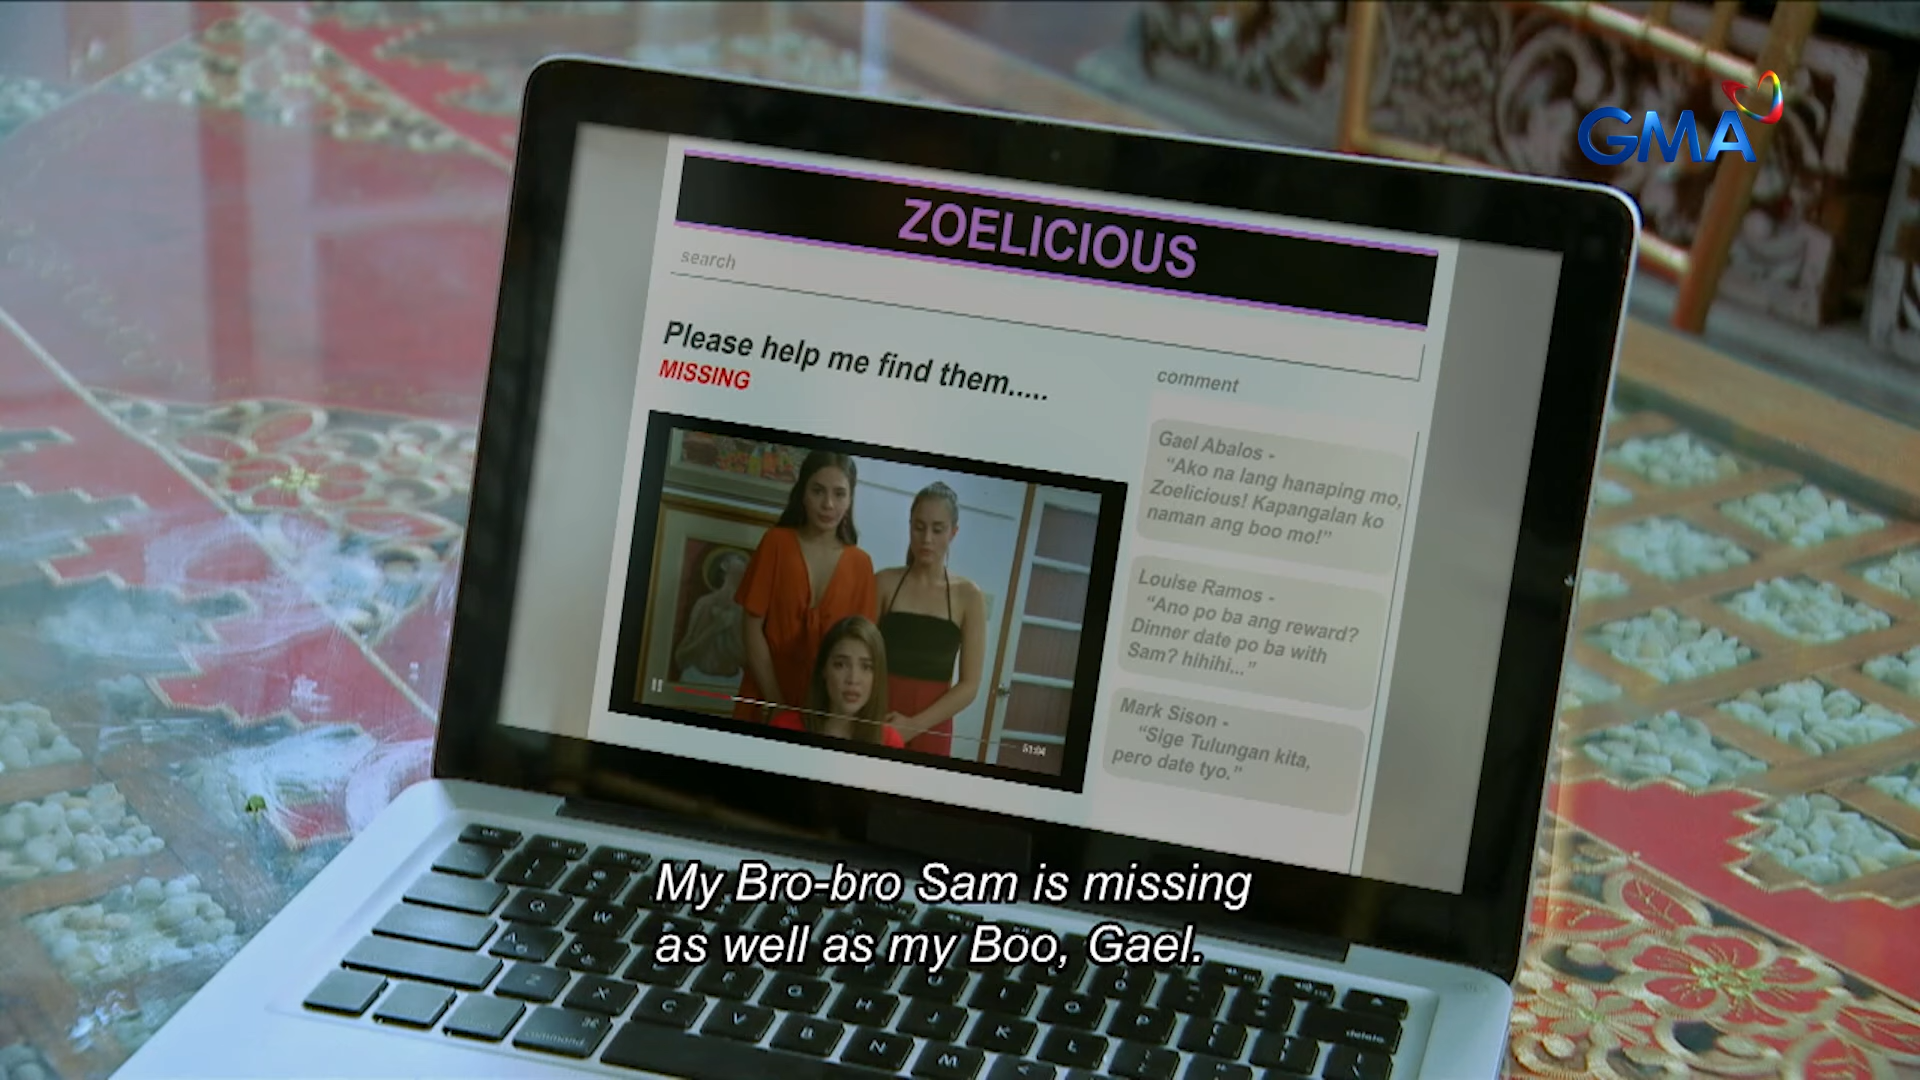 GMA
ZOELICIOUS
search
Please help me find them.....
MISSING
51:04
comment
Gael Abalos -
“Ako na lang hanaping mo,
Zoelicious! Kapangalan ko
naman ang boo mo!”
Louise Ramos -
“Ano po ba ang reward?
Dinner date po ba with
Sam? hihihi...”
Mark Sison -
“Sige Tulungan kita,
pero date tyo.”
My Bro-bro Sam is missing
as well as my Boo, Gael.
Q
W
A
Z
X
C
V
B
N
M
G
H
J
K
L
I
O
P
command
delete